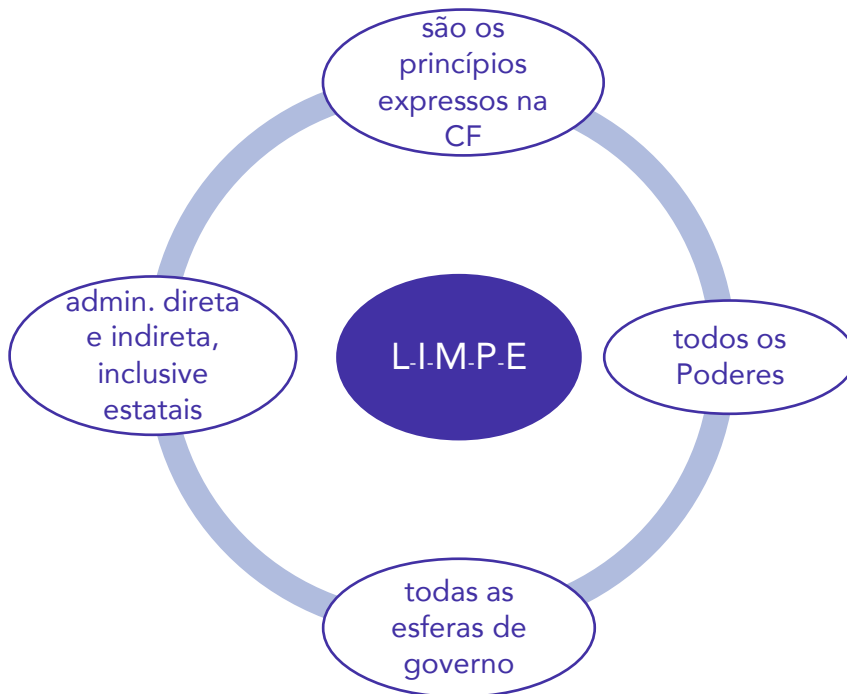 são os
princípios
expressos na
CF
admin. direta
e indireta,
inclusive
estatais
L-I-M-P-E
todos os
Poderes
todas as
esferas de
governo